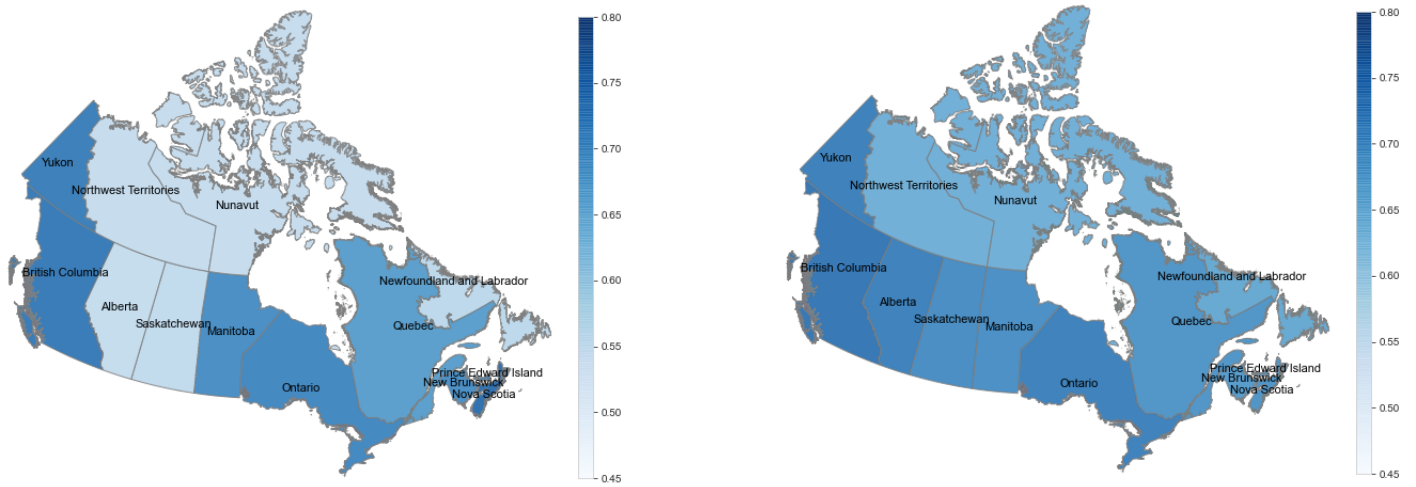 0.80
0.75
0.70
0.65
0.60
0.55
0.50
0.45
Yukon
Northwest Territories
Nunavut
British Columbia
Alberta
Saskatchewan
Manitoba
Newfoundland and Labrador
Quebec
Ontario
Prince Edward Island
New Brunswick
Nova Scotia
0.80
0.75
0.70
0.65
0.60
0.55
0.50
0.45
Yukon
Northwest Territories
Nunavut
British Columbia
Alberta
Saskatchewan
Manitoba
Newfoundland and Labrador
Quebec
Ontario
Prince Edward Island
New Brunswick
Nova Scotia